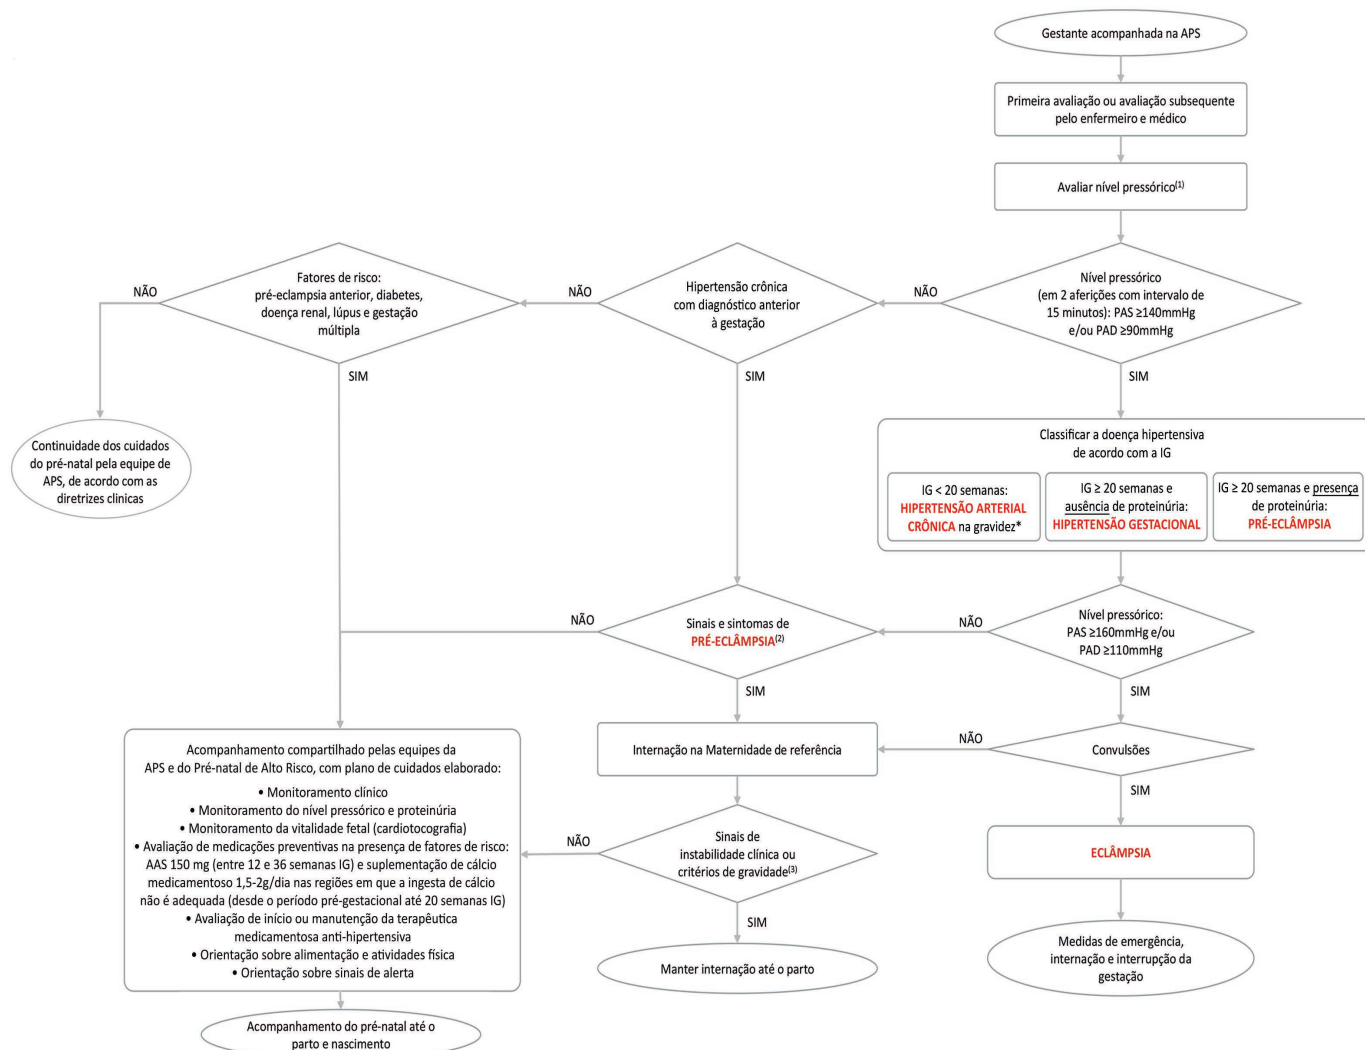 Gestante acompanhada na APS
Primeira avaliação ou avaliação subsequente
pelo enfermeiro e médico
Avaliar nível pressórico(1)
Nível pressórico
(em 2 aferições com intervalo de
15 minutos): PAS ≥140mmHg
e/ou PAD ≥90mmHg
NÃO
SIM
Hipertensão crônica
com diagnóstico anterior
à gestação
NÃO
SIM
Fatores de risco:
pré-eclampsia anterior, diabetes,
doença renal, lúpus e gestação
múltipla
NÃO
SIM
Continuidade dos cuidados
do pré-natal pela equipe de
APS, de acordo com as
diretrizes clinicas
Classificar a doença hipertensiva
de acordo com a IG
IG < 20 semanas:
HIPERTENSÃO ARTERIAL
CRÔNICA na gravidez*
IG ≥ 20 semanas e
ausência de proteinúria:
HIPERTENSÃO GESTACIONAL
IG ≥ 20 semanas e presença
de proteinúria:
PRÉ-ECLÂMPSIA
Nível pressórico:
PAS ≥160mmHg e/ou
PAD ≥110mmHg
NÃO
SIM
Sinais e sintomas de
PRÉ-ECLÂMPSIA(2)
NÃO
SIM
Convulsões
NÃO
SIM
Internação na Maternidade de referência
Sinais de
instabilidade clínica ou
critérios de gravidade(3)
NÃO
SIM
Manter internação até o parto
ECLÂMPSIA
Medidas de emergência,
internação e interrupção da
gestação
Acompanhamento compartilhado pelas equipes da
APS e do Pré-natal de Alto Risco, com plano de cuidados elaborado:
• Monitoramento clínico
• Monitoramento do nível pressórico e proteinúria
• Monitoramento da vitalidade fetal (cardiotocografia)
• Avaliação de medicações preventivas na presença de fatores de risco:
AAS 150 mg (entre 12 e 36 semanas IG) e suplementação de cálcio
medicamentoso 1,5-2g/dia nas regiões em que a ingesta de cálcio
não é adequada (desde o período pré-gestacional até 20 semanas IG)
• Avaliação de início ou manutenção da terapêutica
medicamentosa anti-hipertensiva
• Orientação sobre alimentação e atividades física
• Orientação sobre sinais de alerta
Acompanhamento do pré-natal até o
parto e nascimento